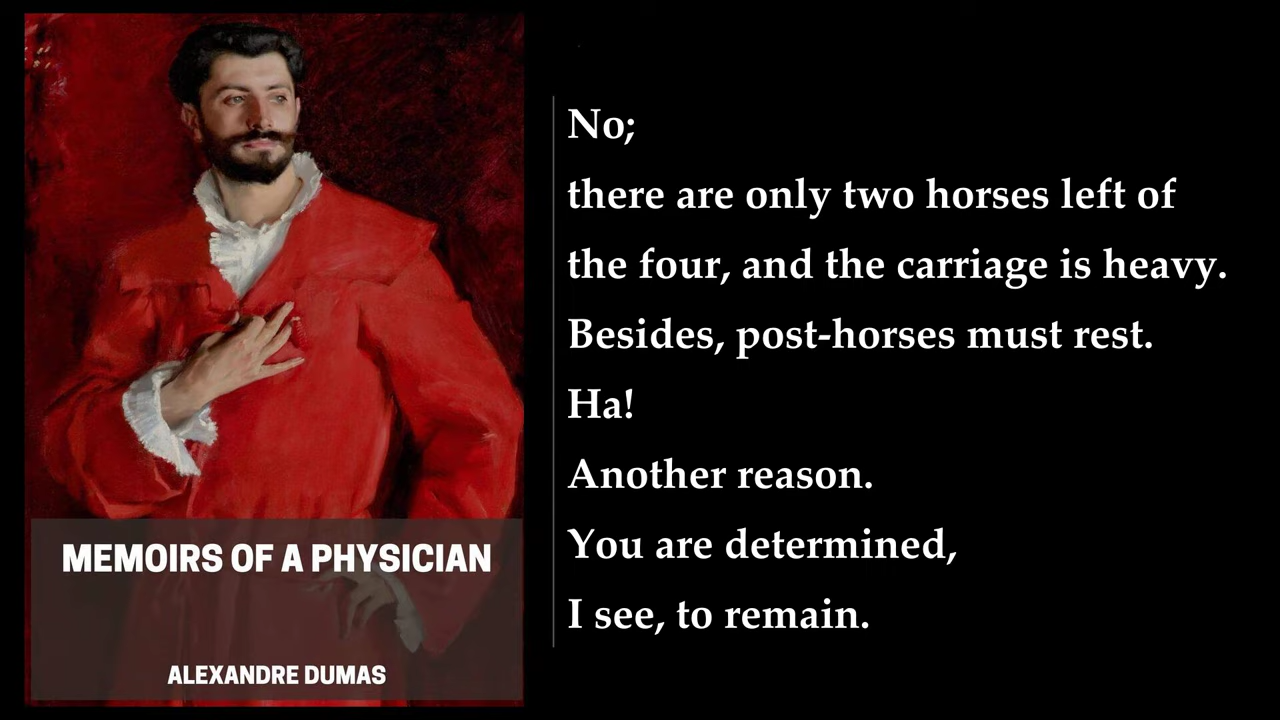 MEMOIRS OF A PHYSICIAN
ALEXANDRE DUMAS
No;
there are only two horses left of
the four, and the carriage is heavy.
Besides, post-horses must rest.
Ha!
Another reason.
You are determined,
I see, to remain.